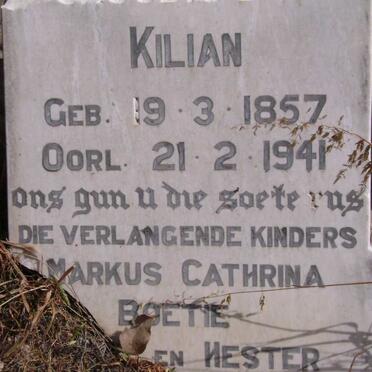 KILIAN
GEB. 19·3·1857
OORL. 21·2·1941
ons gun u die soete rus
DIE VERLANGENDE KINDERS
MARKUS CATHRINA
BOETIE
EN HESTER